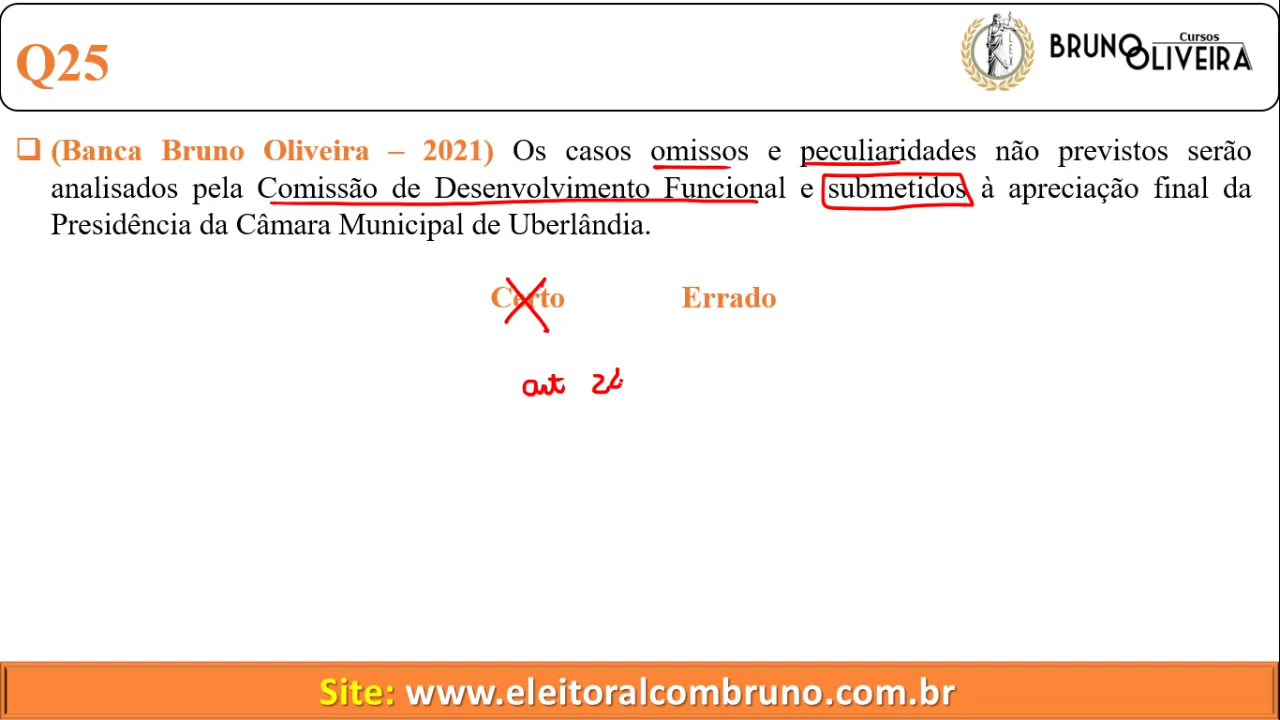 Q25
Cursos
BRUNO
OLIVEIRA
(Banca Bruno Oliveira – 2021) Os casos omissos e peculiaridades não previstos serão
analisados pela Comissão de Desenvolvimento Funcional e submetidos à apreciação final da
Presidência da Câmara Municipal de Uberlândia.
Certo Errado
art
Site: www.eleitoralcombruno.com.br